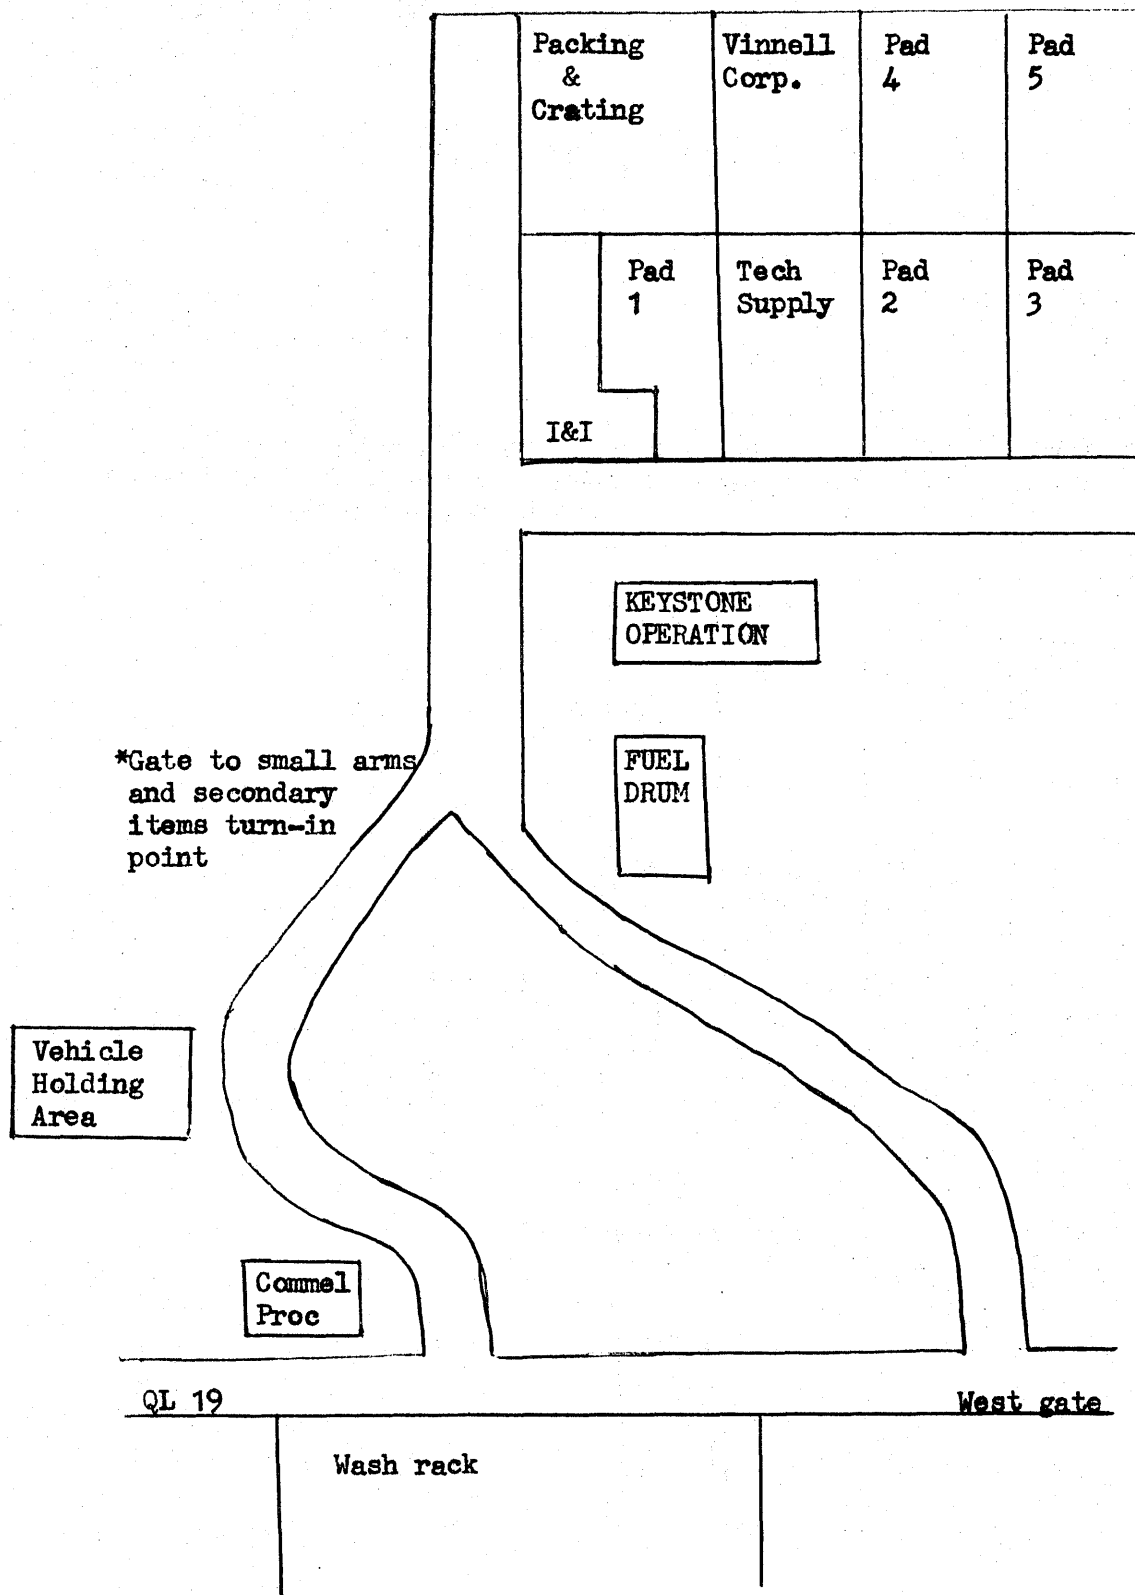 Packing
&
Crating
Vinnell
Corp.
Pad
4
Pad
5
Pad
1
Tech
Supply
Pad
2
Pad
3
I&I
KEYSTONE
OPERATION
*Gate to small arms
and secondary
items turn-in
point
FUEL
DRUM
Vehicle
Holding
Area
Commel
Proc
QL 19
West gate
Wash rack